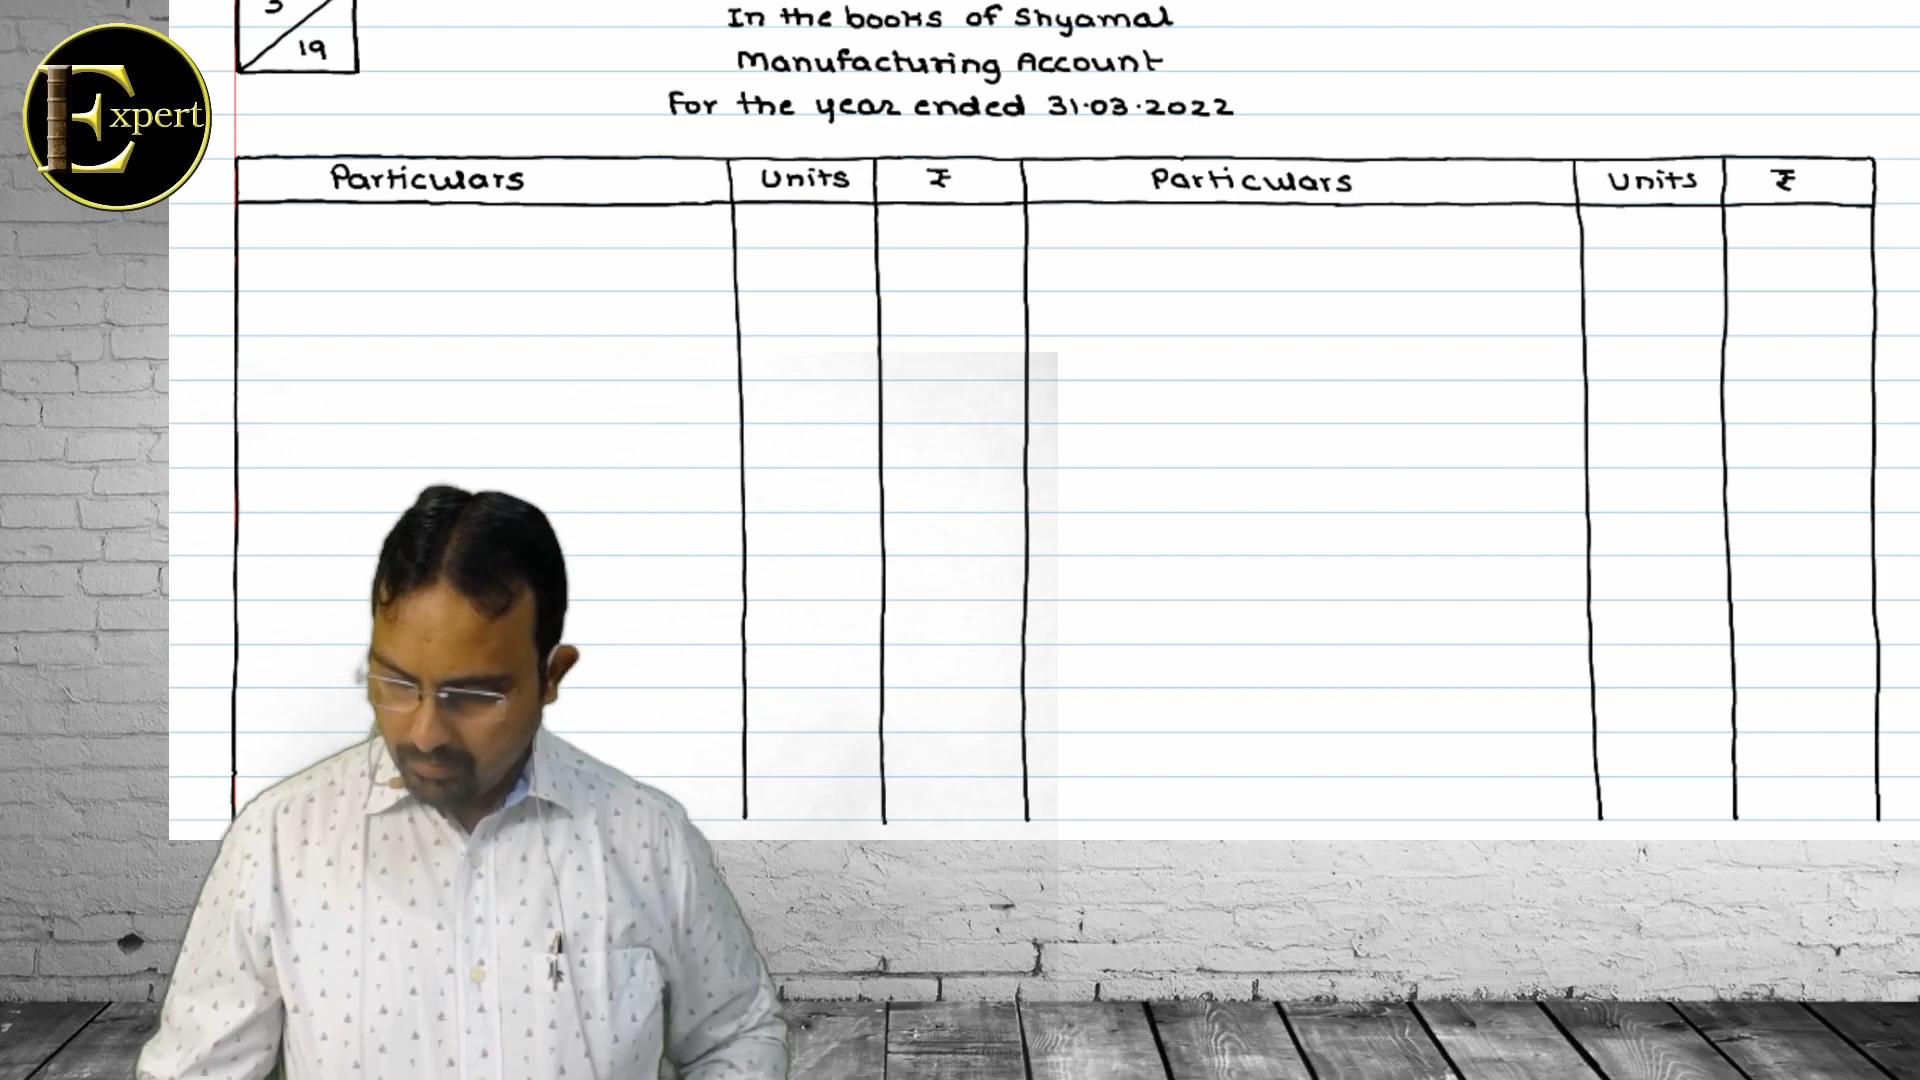 Expert
3
19
In the books of Shyamal
Manufacturing Account
For the year ended 31.03.2022
Particulars Units ₹ Particulars Units ₹